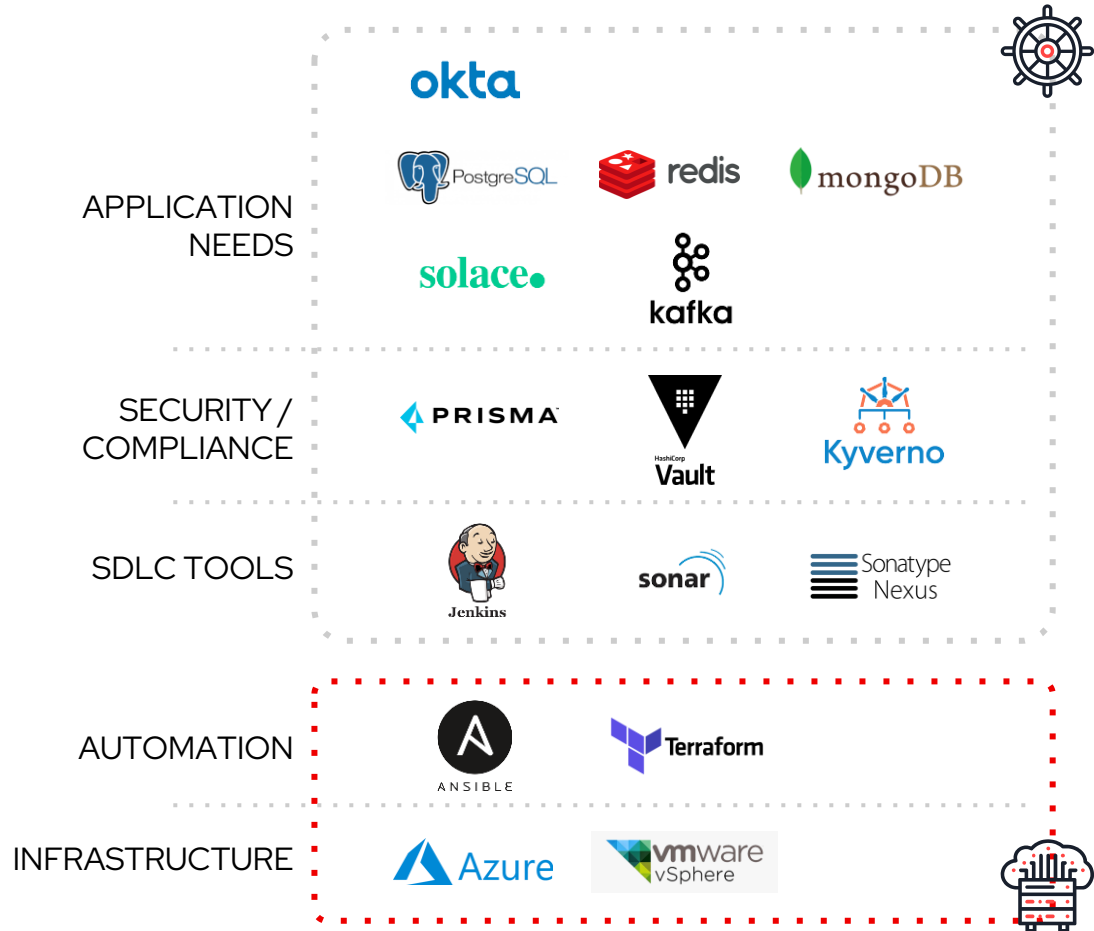 okta
APPLICATION
NEEDS
PostgreSQL
redis
mongoDB
solace
kafka
SECURITY /
COMPLIANCE
PRISMA
HashiCorp
Vault
Kyverno
SDLC TOOLS
Jenkins
sonar
Sonatype
Nexus
AUTOMATION
ANSIBLE
Terraform
INFRASTRUCTURE
Azure
vmware
vSphere